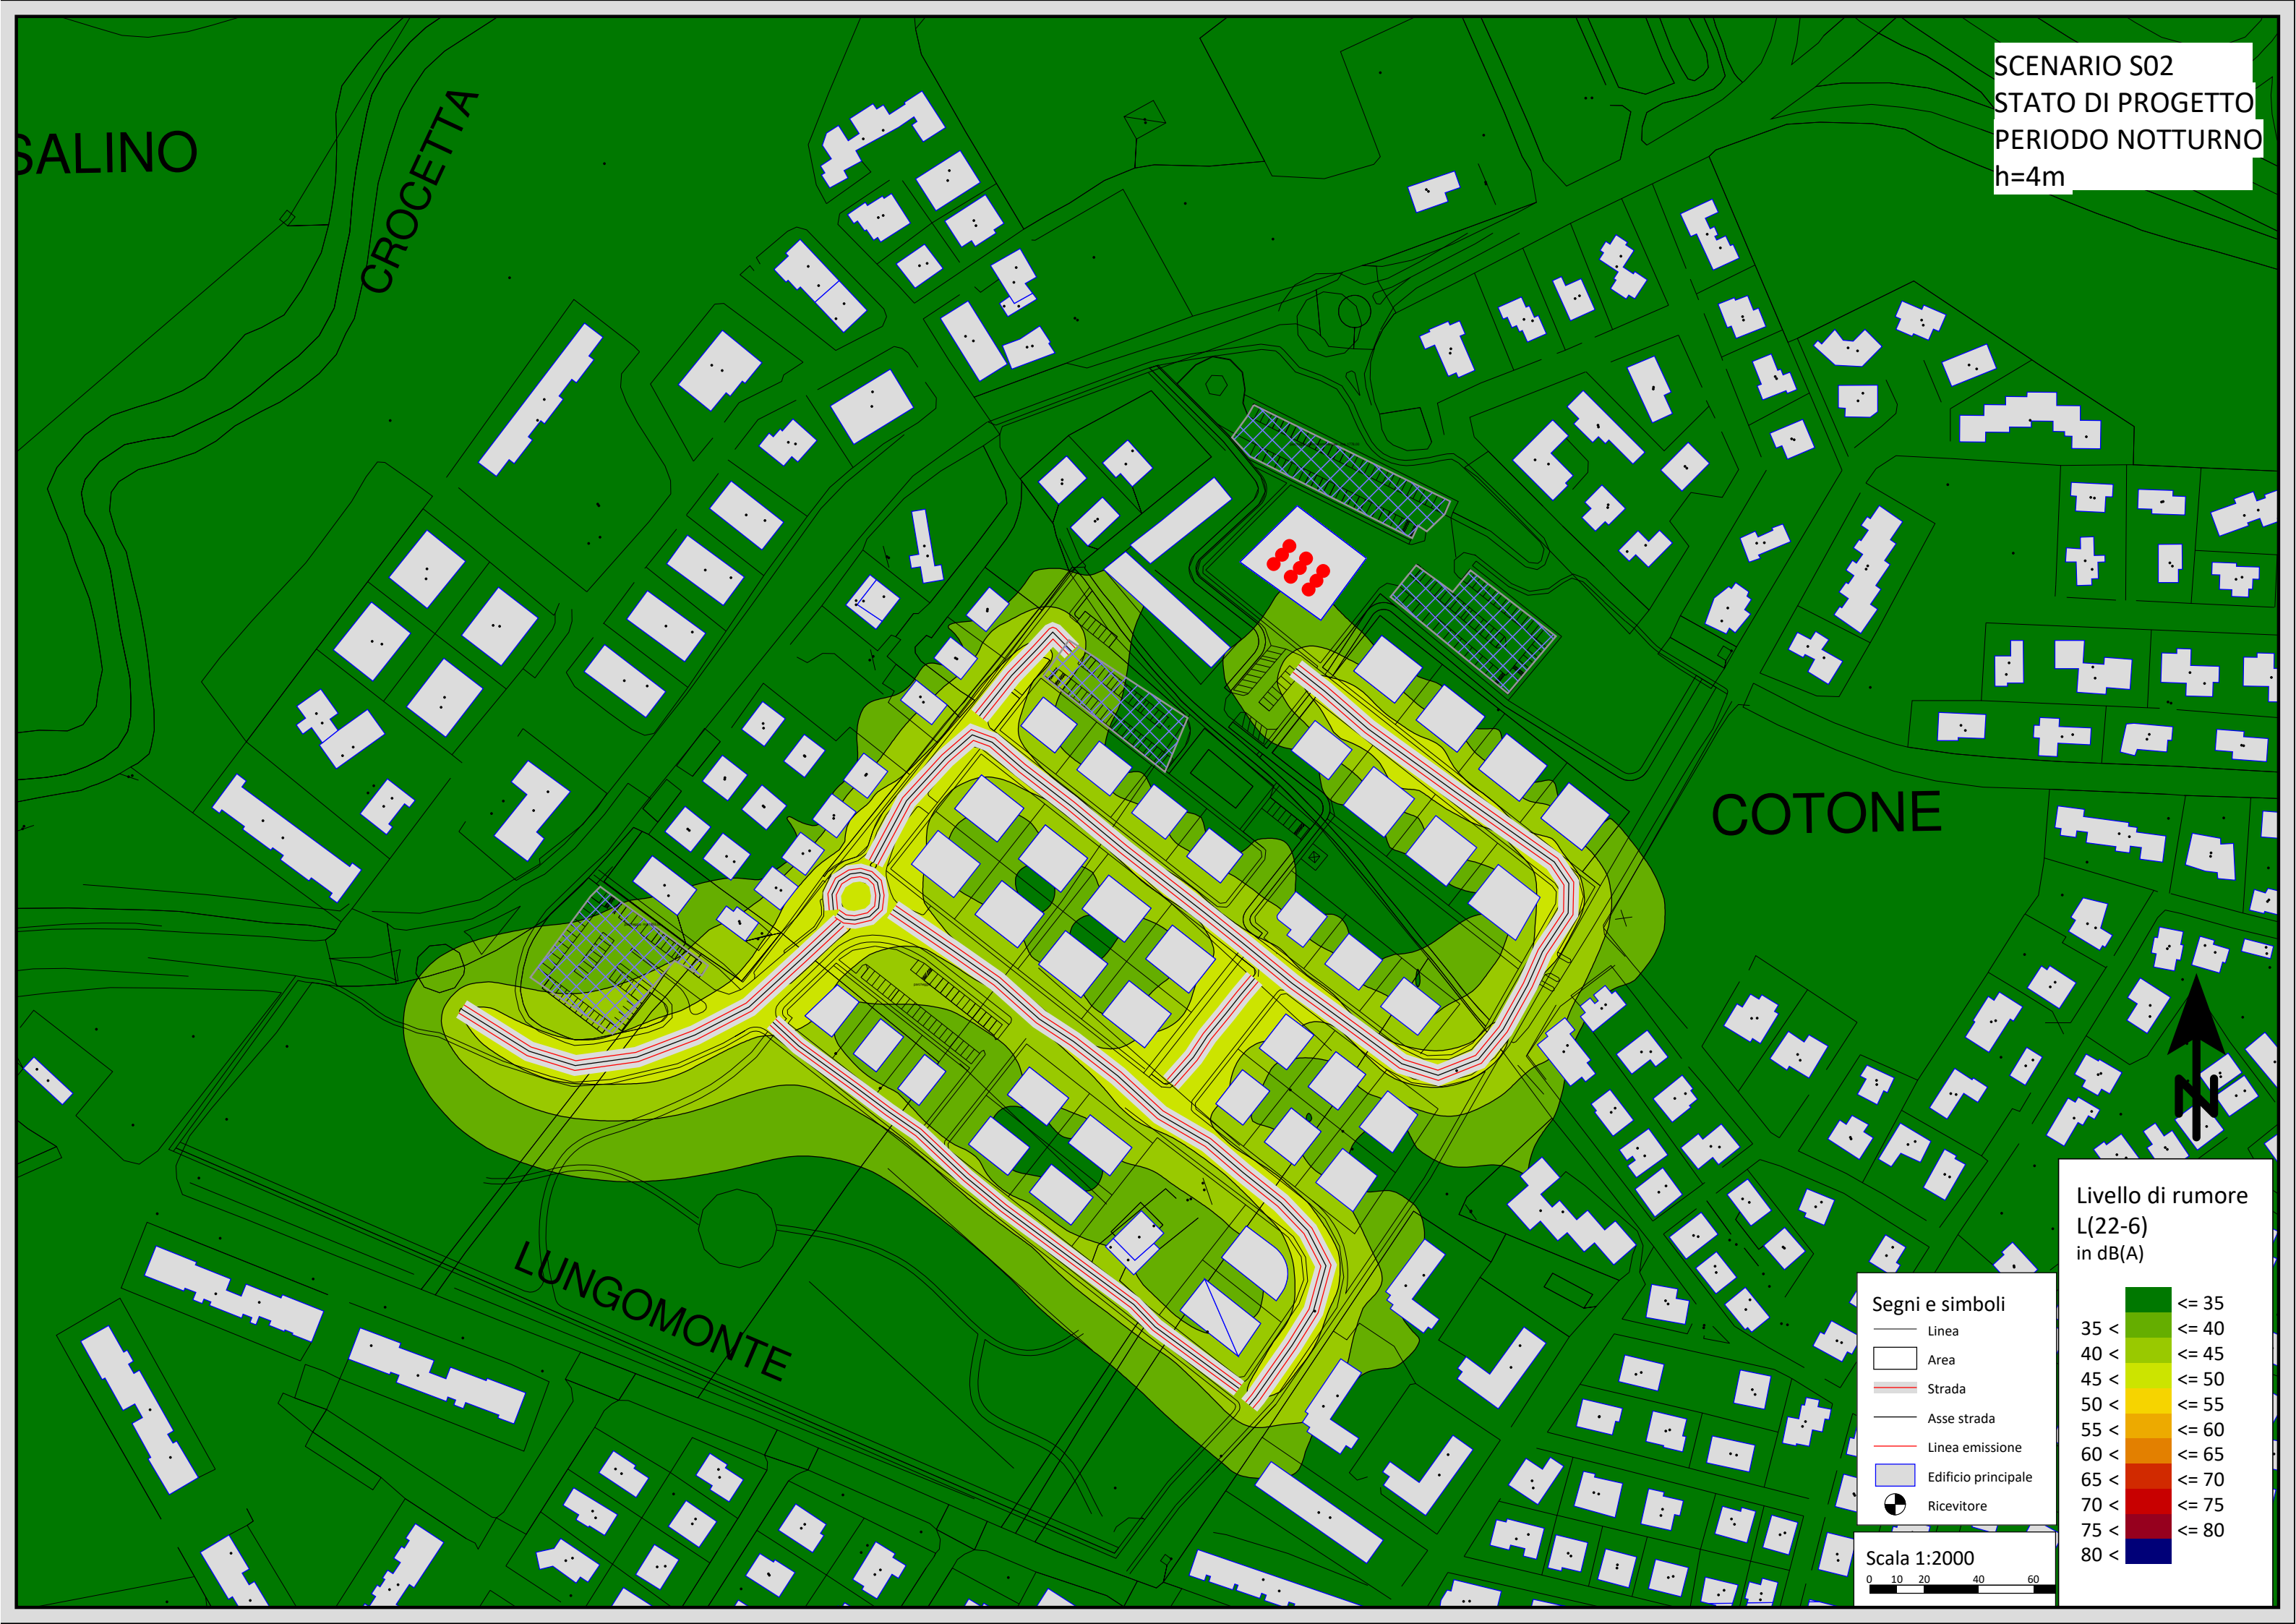 SCENARIO S02
STATO DI PROGETTO
PERIODO NOTTURNO
h=4m
SALINO
CROCETTA
COTONE
LUNGOMONTE
N
Segni e simboli
Linea
Area
Strada
Asse strada
Linea emissione
Edificio principale
Ricevitore
Scala 1:2000
0 10 20 40 60
Livello di rumore
L(22-6)
in dB(A)
<= 35
35 < <= 40
40 < <= 45
45 < <= 50
50 < <= 55
55 < <= 60
60 < <= 65
65 < <= 70
70 < <= 75
75 < <= 80
80 <